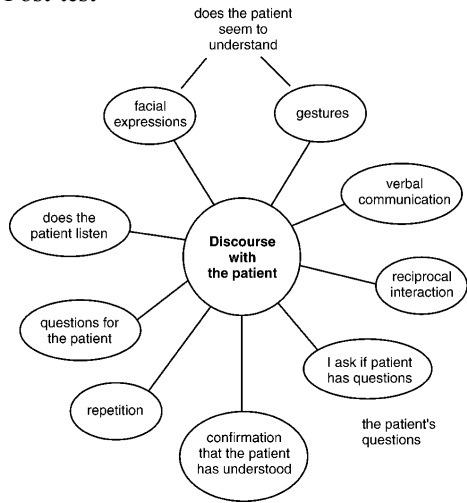 Post-test
does the patient
seem to
understand
facial
expressions
gestures
verbal
communication
does the
patient listen
Discourse
with
the patient
reciprocal
interaction
questions for
the patient
I ask if patient
has questions
repetition
the patient's
questions
confirmation
that the patient
has understood